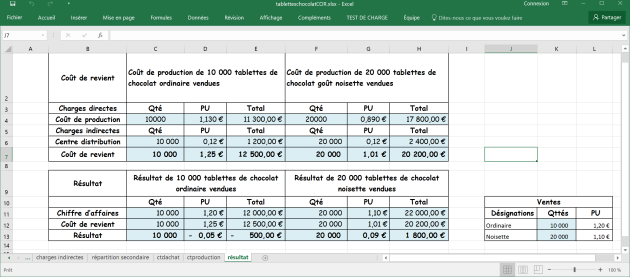 tabletteschocolatCDR.xlsx - Excel
Connexion
Fichier Accueil Insérer Mise en page Formules Données Révision Affichage Compléments TEST DE CHARGE Équipe Dites-nous ce que vous voulez faire Partager
J7
fx
A B C D E F G H I J K L
Coût de revient
Coût de production de 10 000 tablettes de chocolat ordinaire vendues
Coût de production de 20 000 tablettes de chocolat goût noisette vendues
2
3 Charges directes Qté PU Total Qté PU Total
4 Coût de production 10000 1,130 € 11 300,00 € 20000 0,890 € 17 800,00 €
5 Charges indirectes Qté PU Total Qté PU Total
6 Centre distribution 10 000 0,12 € 1 200,00 € 20 000 0,12 € 2 400,00 €
7 Coût de revient 10 000 1,25 € 12 500,00 € 20 000 1,01 € 20 200,00 €
8
Résultat
Résultat de 10 000 tablettes de chocolat ordinaire vendues
Résultat de 20 000 tablettes de chocolat noisette vendues
9
10 Qté PU Total Qté PU Total Ventes
11 Chiffre d'affaires 10 000 1,20 € 12 000,00 € 20 000 1,10 € 22 000,00 € Désignations Qttés PU
12 Coût de revient 10 000 1,25 € 12 500,00 € 20 000 1,01 € 20 200,00 € Ordinaire 10 000 1,20 €
13 Résultat 10 000 - 0,05 € - 500,00 € 20 000 0,09 € 1 800,00 € Noisette 20 000 1,10 €
14
... charges indirectes répartition secondaire ctdachat ctproduction résultat
Prêt
100 %